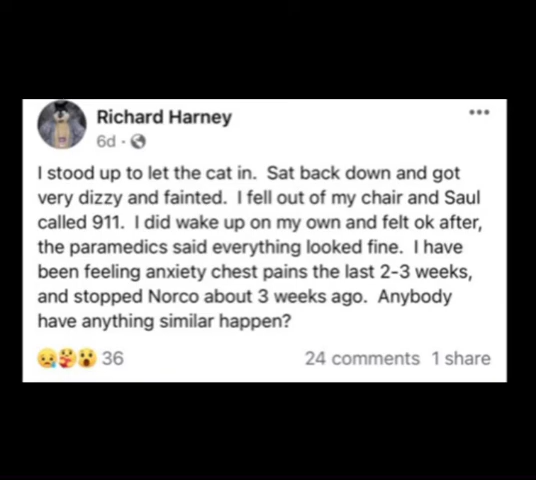 Richard Harney
6d
I stood up to let the cat in. Sat back down and got
very dizzy and fainted. I fell out of my chair and Saul
called 911. I did wake up on my own and felt ok after,
the paramedics said everything looked fine. I have
been feeling anxiety chest pains the last 2-3 weeks,
and stopped Norco about 3 weeks ago. Anybody
have anything similar happen?
36 24 comments 1 share